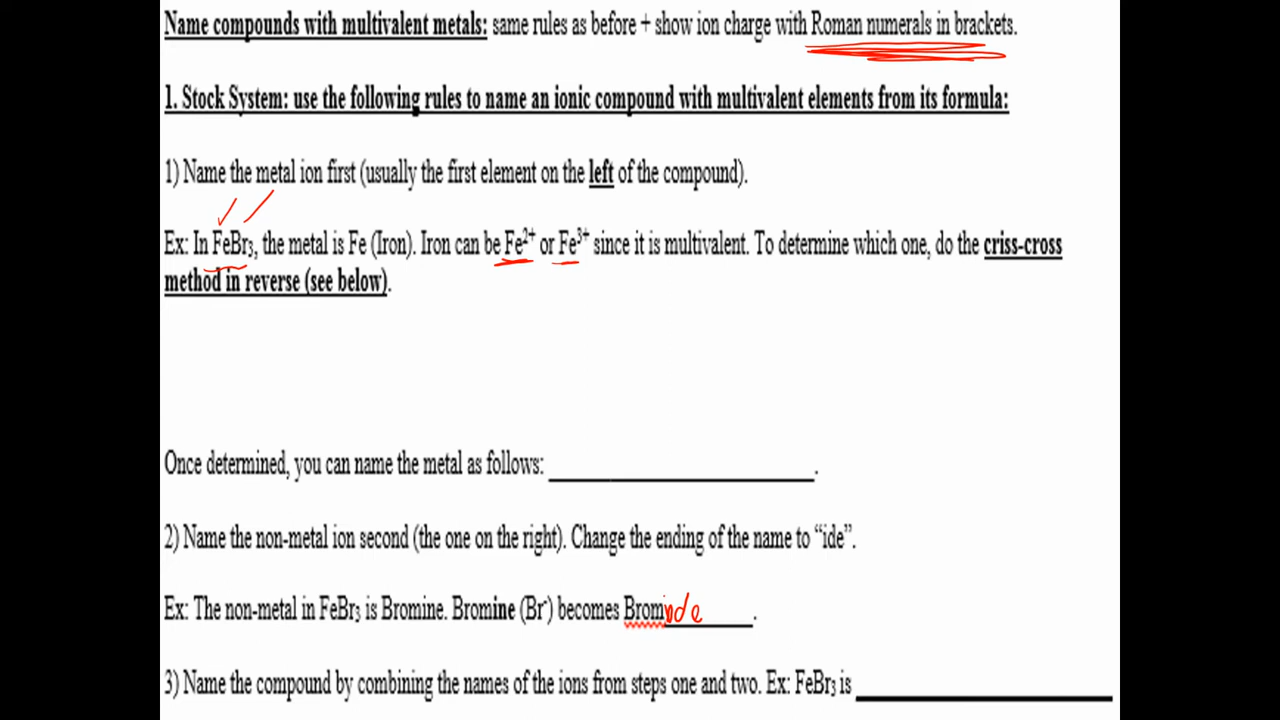 Name compounds with multivalent metals: same rules as before + show ion charge with Roman numerals in brackets.
1. Stock System: use the following rules to name an ionic compound with multivalent elements from its formula:
1) Name the metal ion first (usually the first element on the left of the compound).
Ex: In FeBr₃, the metal is Fe (Iron). Iron can be Fe²⁺ or Fe³⁺ since it is multivalent. To determine which one, do the criss-cross
method in reverse (see below).
Once determined, you can name the metal as follows: ____________________.
2) Name the non-metal ion second (the one on the right). Change the ending of the name to “ide”.
Ex: The non-metal in FeBr₃ is Bromine. Bromine (Br⁻) becomes Bromide______.
3) Name the compound by combining the names of the ions from steps one and two. Ex: FeBr₃ is ____________________